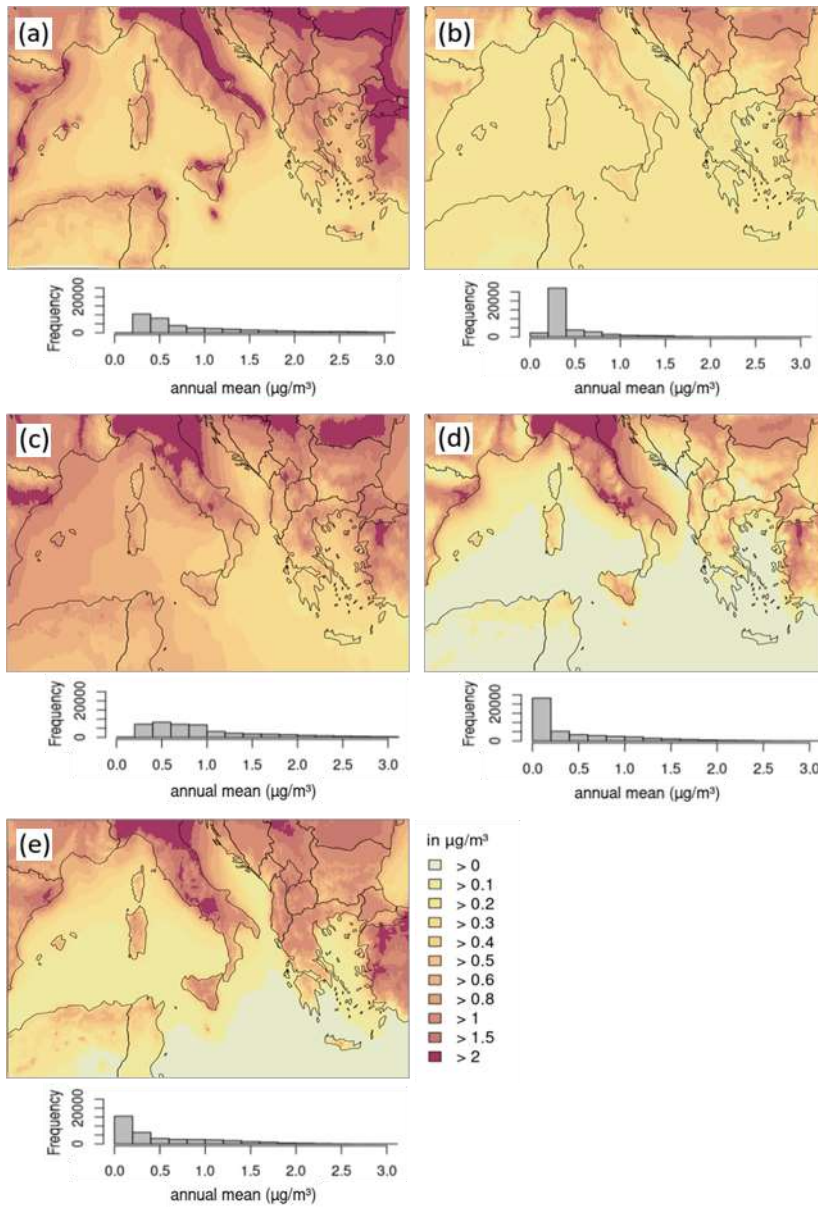 (a)
(b)
Frequency
0 20000
0.0 0.5 1.0 1.5 2.0 2.5 3.0
annual mean (µg/m³)
Frequency
0 20000
0.0 0.5 1.0 1.5 2.0 2.5 3.0
annual mean (µg/m³)
(c)
(d)
Frequency
0 20000
0.0 0.5 1.0 1.5 2.0 2.5 3.0
annual mean (µg/m³)
Frequency
0 20000
0.0 0.5 1.0 1.5 2.0 2.5 3.0
annual mean (µg/m³)
(e)
in µg/m³
> 0
> 0.1
> 0.2
> 0.3
> 0.4
> 0.5
> 0.6
> 0.8
> 1
> 1.5
> 2
Frequency
0 20000
0.0 0.5 1.0 1.5 2.0 2.5 3.0
annual mean (µg/m³)